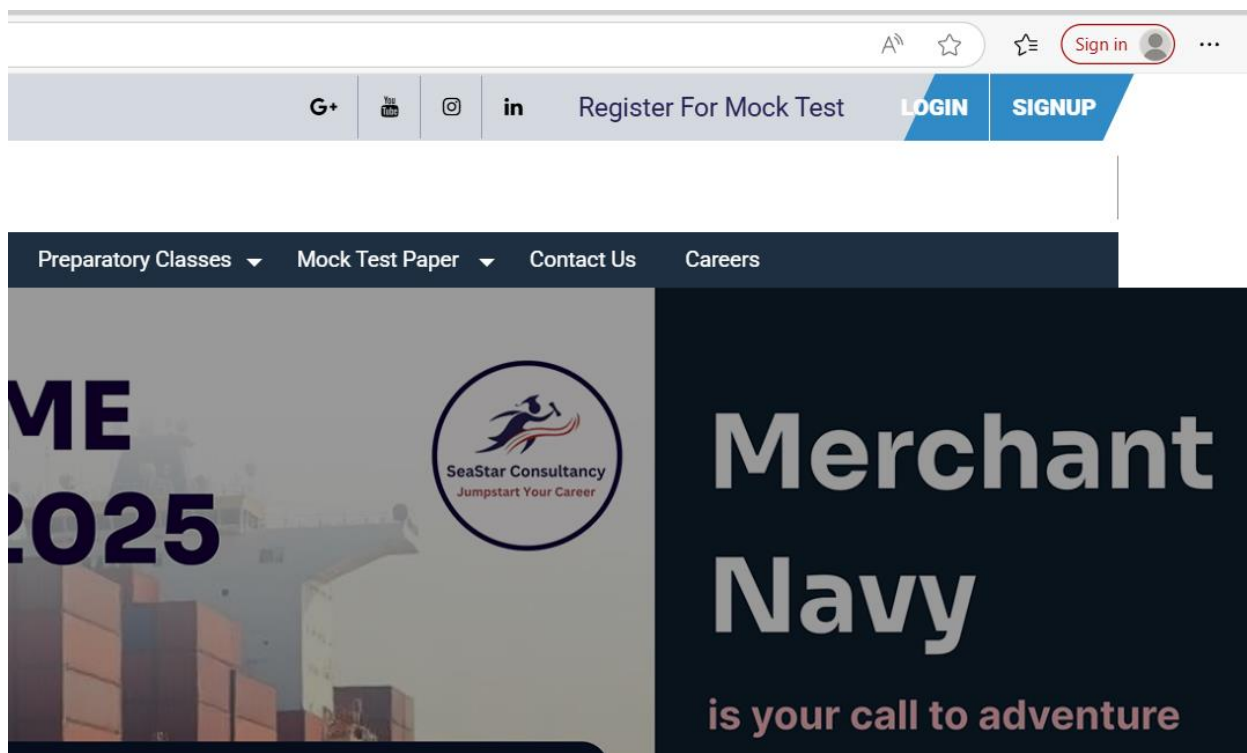 Sign in
G+ You Tube in Register For Mock Test LOGIN SIGNUP
Preparatory Classes Mock Test Paper Contact Us Careers
ME
2025
SeaStar Consultancy
Jumpstart Your Career
Merchant
Navy
is your call to adventure